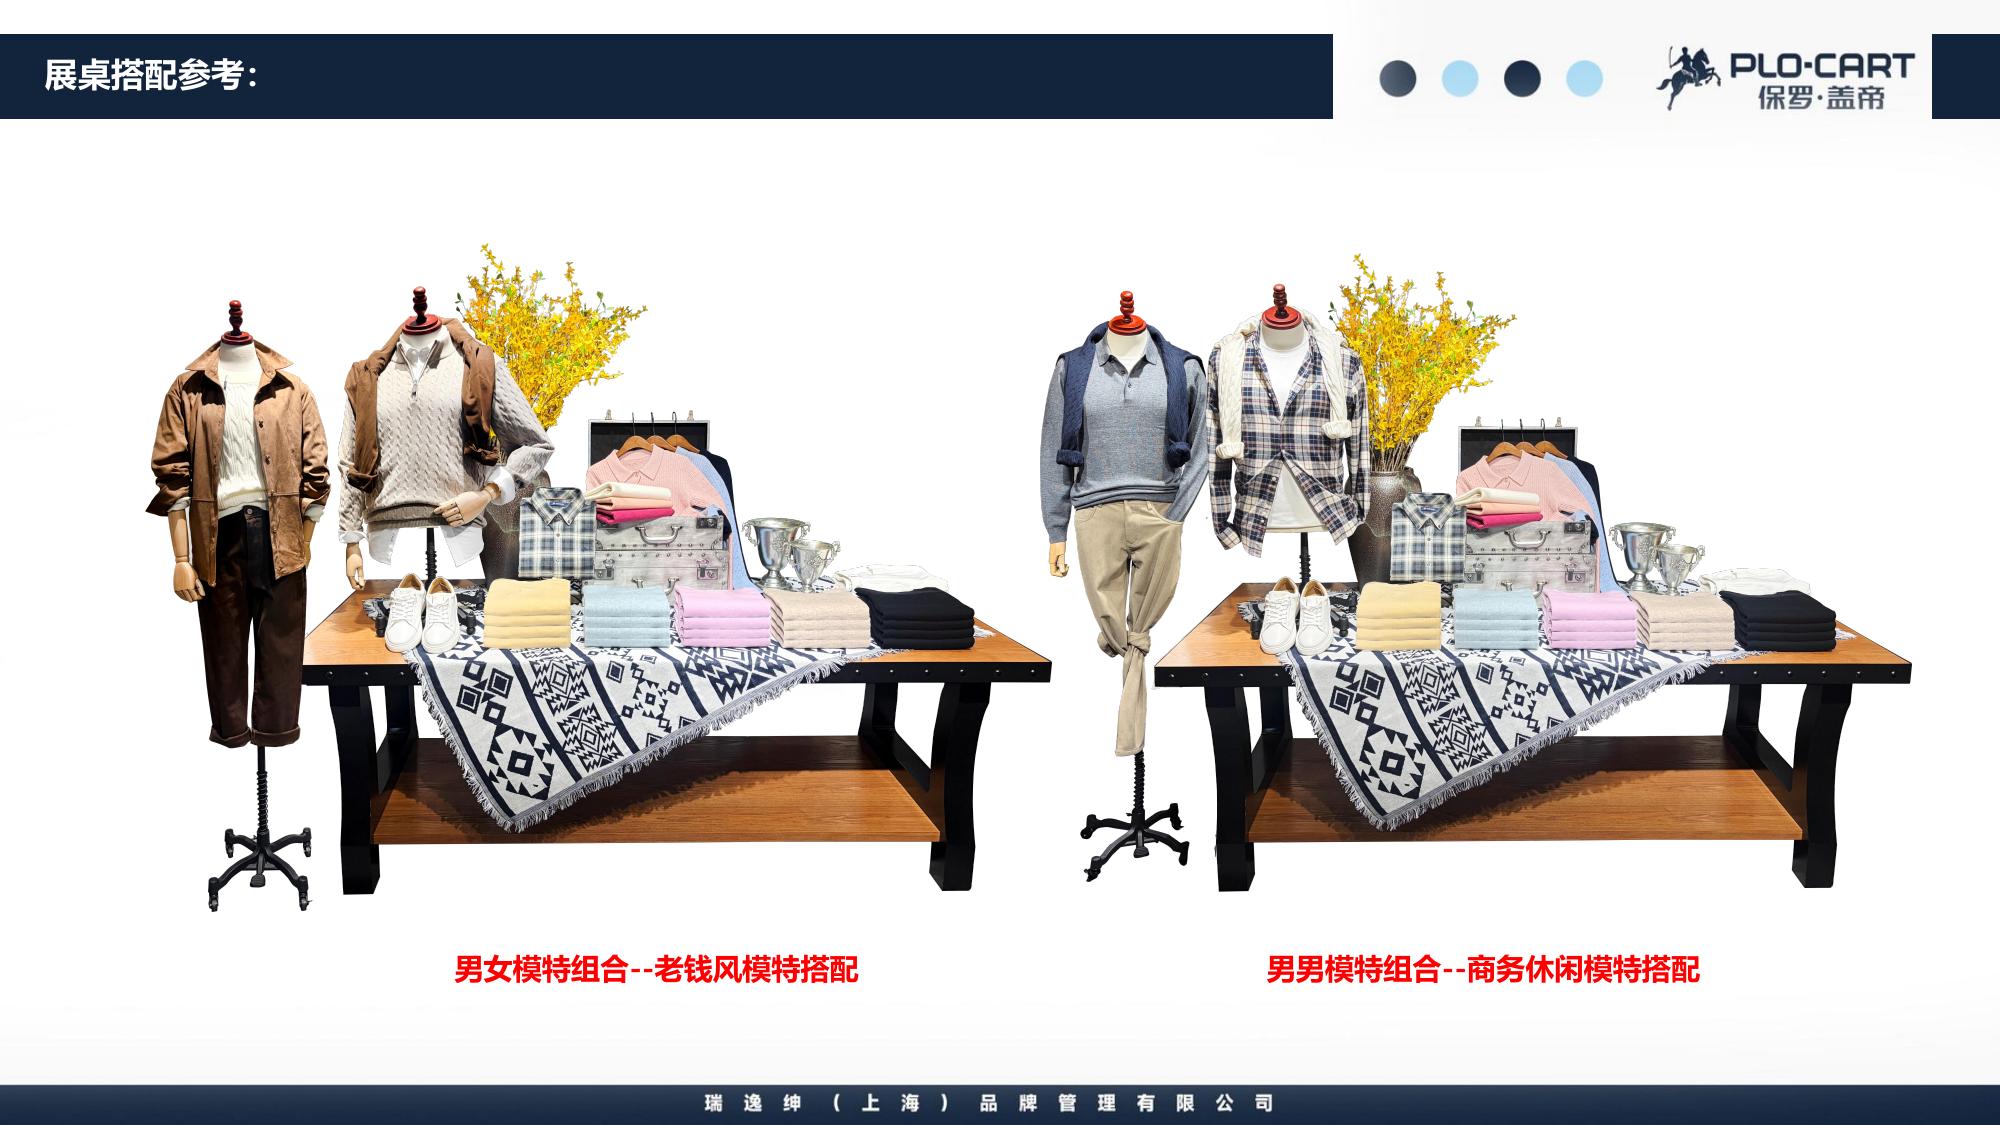 展桌搭配参考：
PLO·CART
保罗·盖帝
男女模特组合--老钱风模特搭配
男男模特组合--商务休闲模特搭配
瑞逸绅（上海）品牌管理有限公司